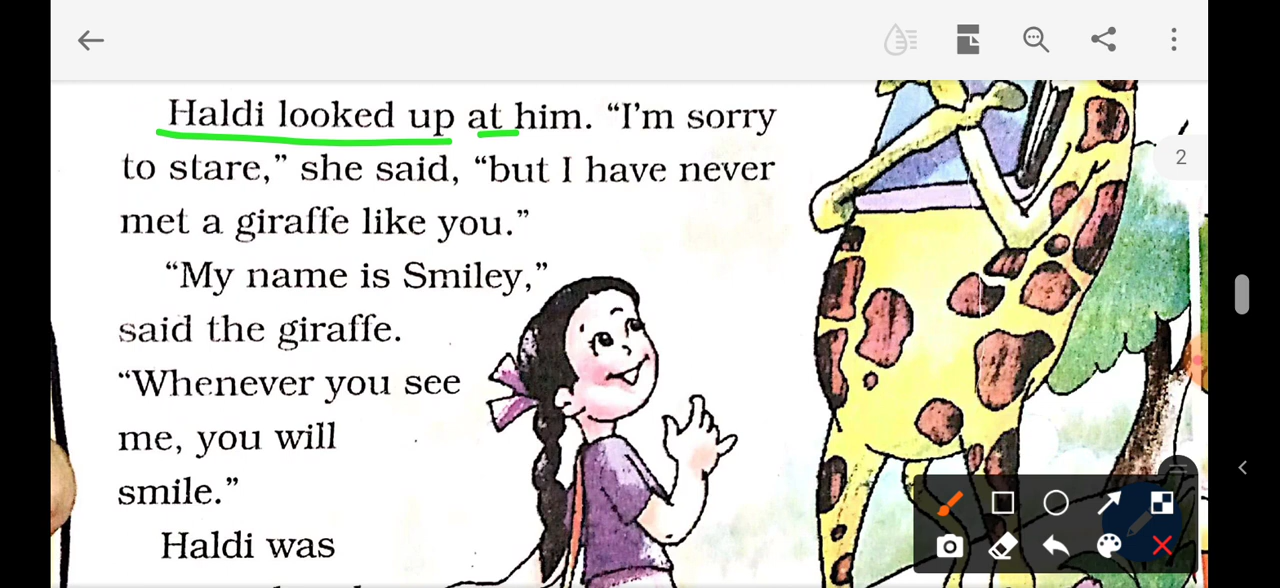 Haldi looked up at him. “I’m sorry
to stare,” she said, “but I have never
met a giraffe like you.”
“My name is Smiley,”
said the giraffe.
“Whenever you see
me, you will
smile.”
Haldi was
2